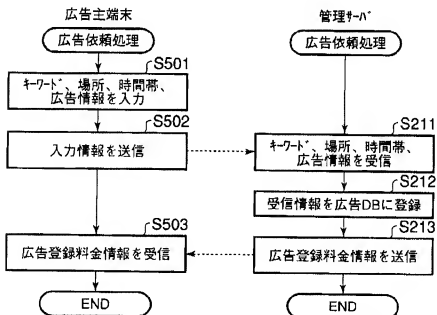 広告主端末
広告依頼処理
S501
キーワード、場所、時間帯、
広告情報を入力
S502
入力情報を送信
S503
広告登録料金情報を受信
END
管理サーバ
広告依頼処理
S211
キーワード、場所、時間帯、
広告情報を受信
S212
受信情報を広告DBに登録
S213
広告登録料金情報を送信
END